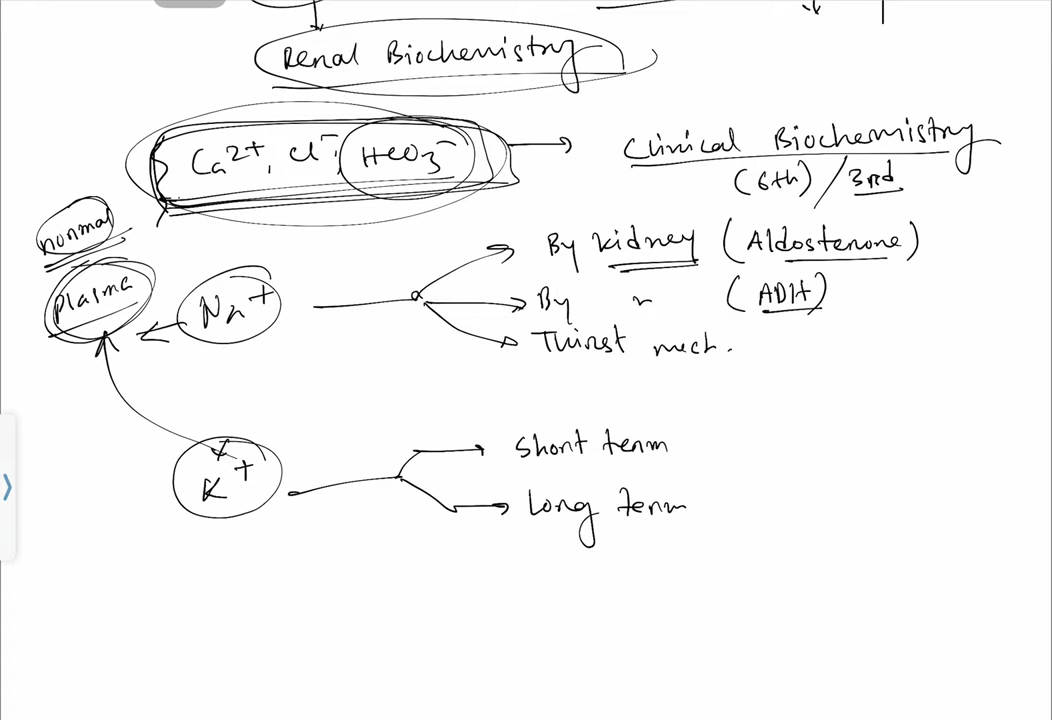 Renal Biochemistry
Ca2+, Cl-, HCO3- → Clinical Biochemistry
(6th) / 3rd
normal
plasma
Na+
By kidney (Aldosterone)
By " (ADH)
Thirst mech.
K+
Short term
Long term